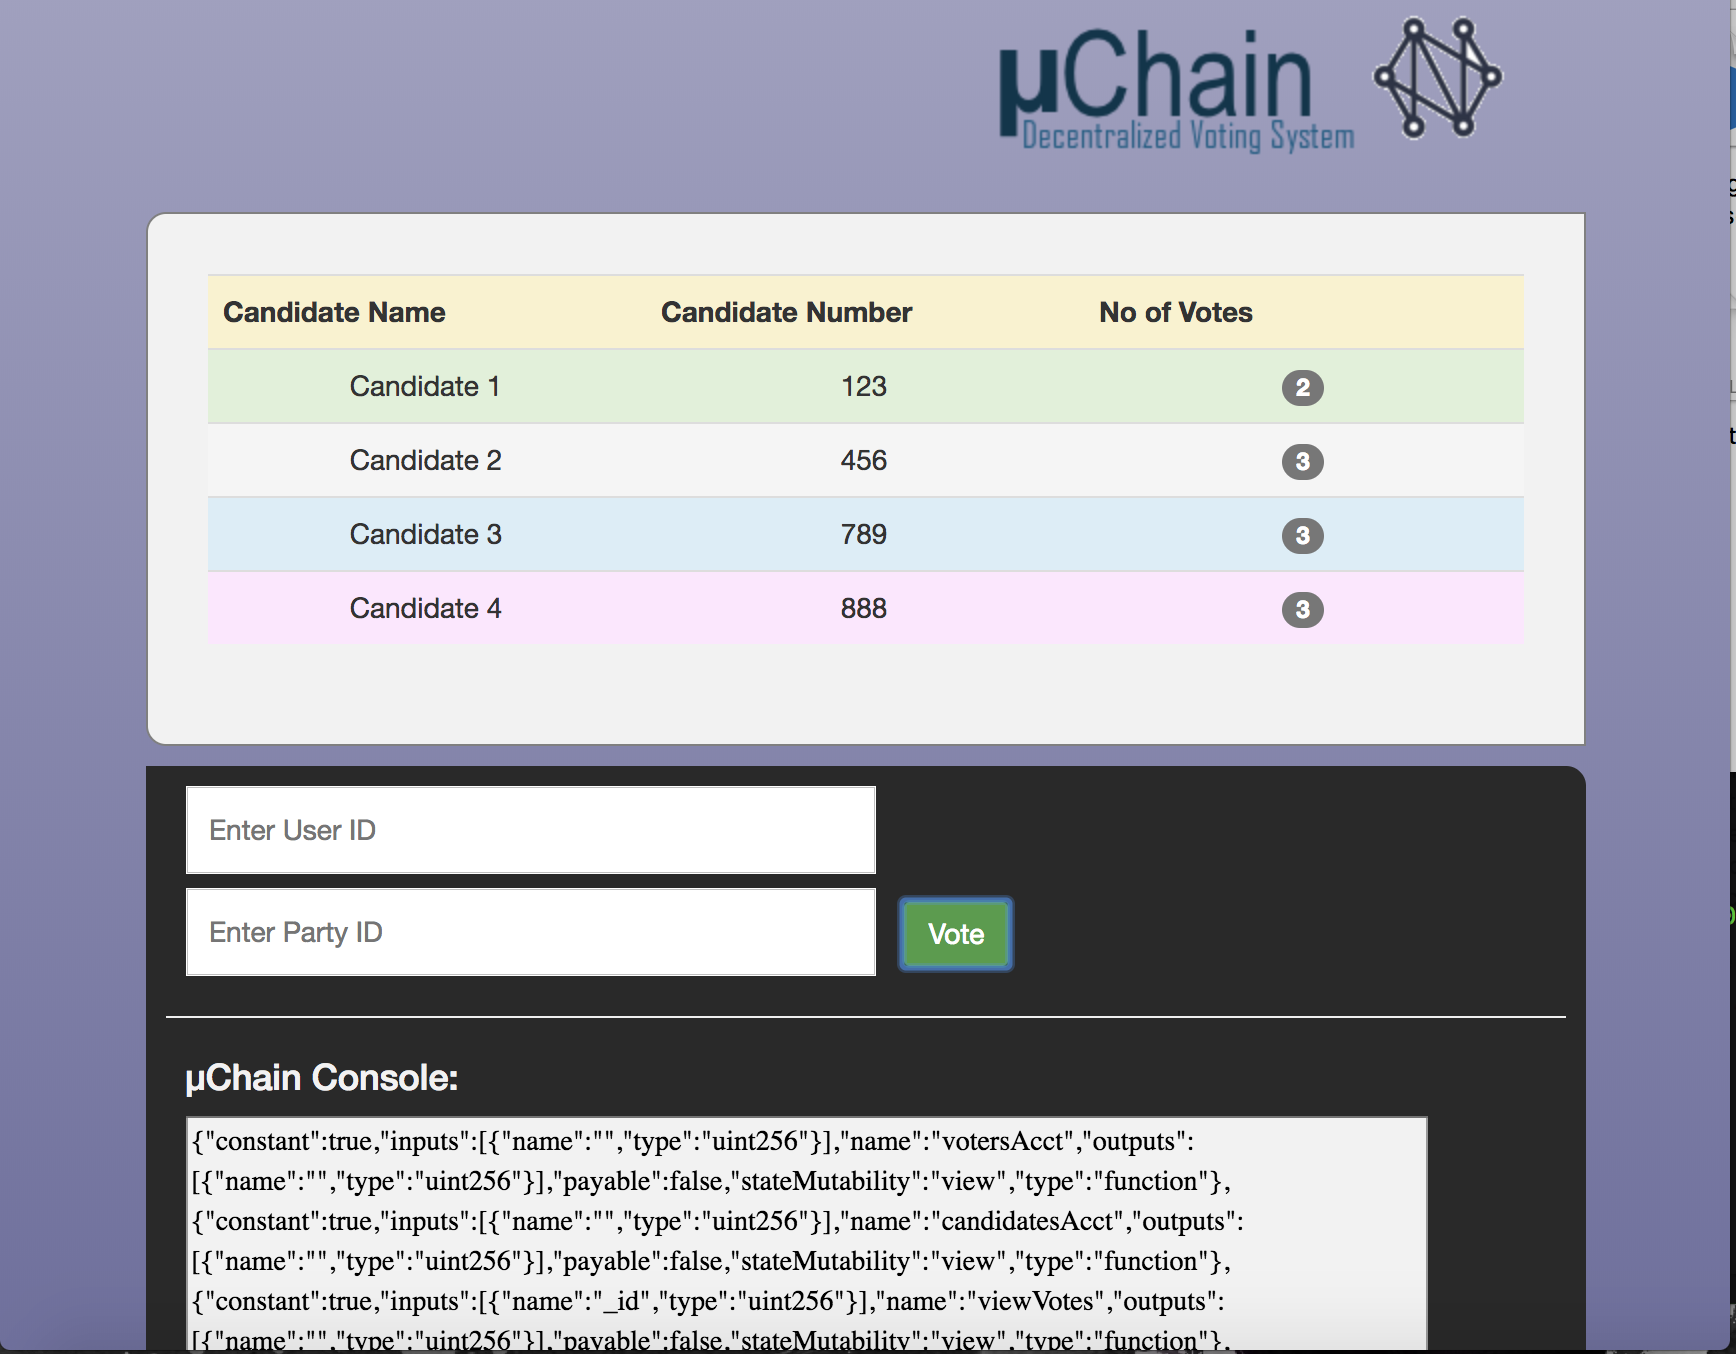 µChain
Decentralized Voting System
Candidate Name Candidate Number No of Votes
Candidate 1 123 2
Candidate 2 456 3
Candidate 3 789 3
Candidate 4 888 3
Enter User ID
Enter Party ID Vote
µChain Console:
{"constant":true,"inputs":[{"name":"","type":"uint256"}],"name":"votersAcct","outputs":
[{"name":"","type":"uint256"}],"payable":false,"stateMutability":"view","type":"function"},
{"constant":true,"inputs":[{"name":"","type":"uint256"}],"name":"candidatesAcct","outputs":
[{"name":"","type":"uint256"}],"payable":false,"stateMutability":"view","type":"function"},
{"constant":true,"inputs":[{"name":"_id","type":"uint256"}],"name":"viewVotes","outputs":
[{"name":"","type":"uint256"}],"payable":false,"stateMutability":"view","type":"function"},